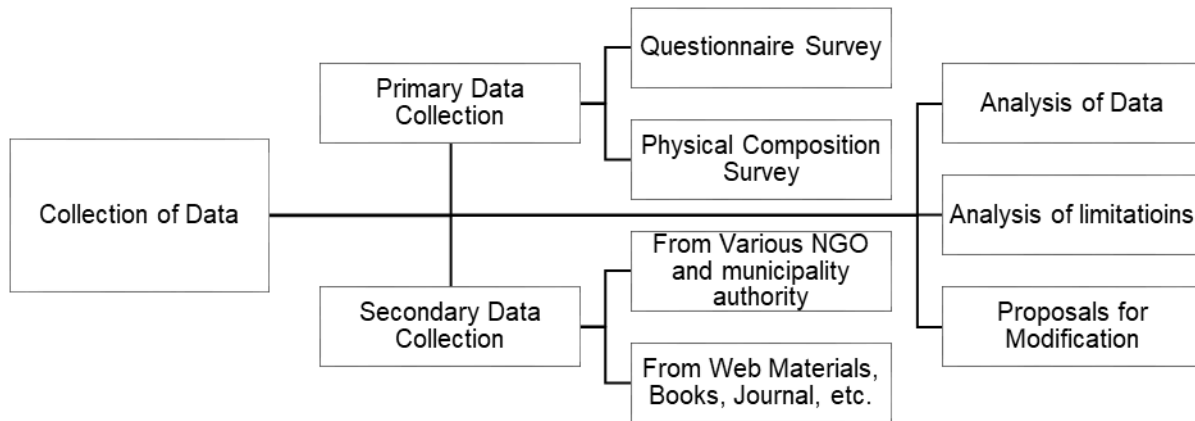 Collection of Data
Primary Data
Collection
Questionnaire Survey
Physical Composition
Survey
Secondary Data
Collection
From Various NGO
and municipality
authority
From Web Materials,
Books, Journal, etc.
Analysis of Data
Analysis of limitatioins
Proposals for
Modification